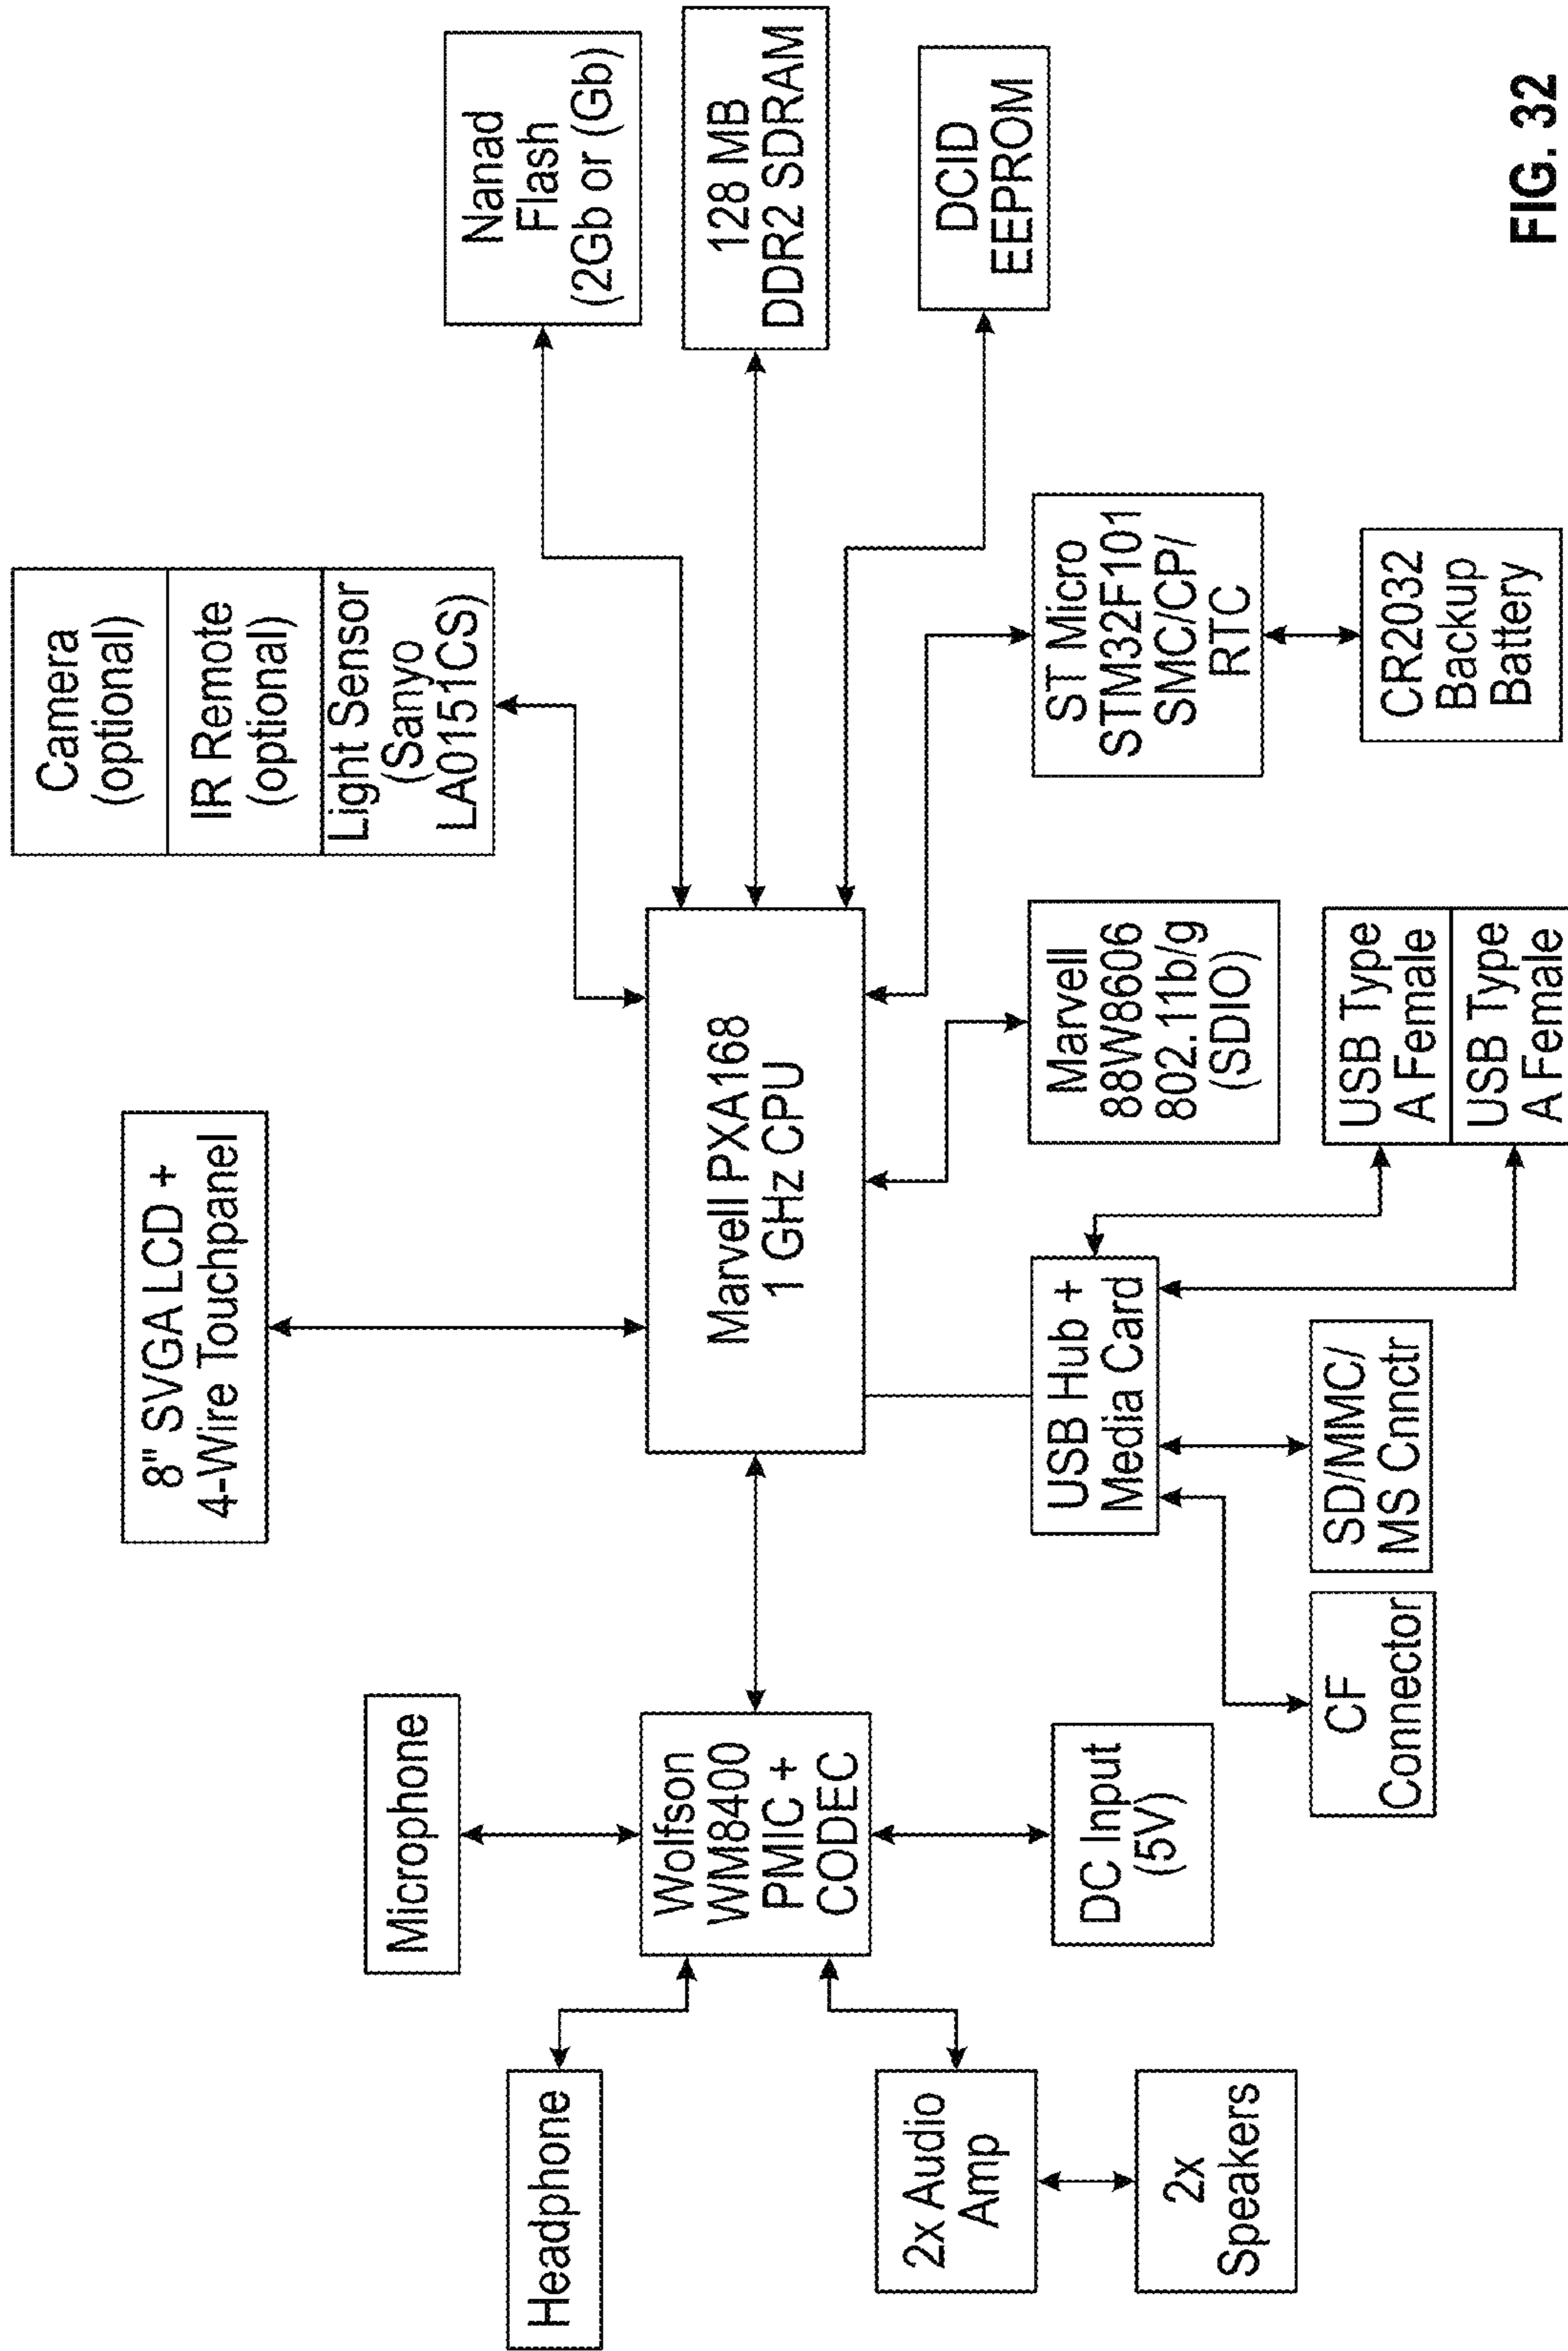 8" SVGA LCD +
4-Wire Touchpanel
Camera
(optional)
IR Remote
(optional)
Light Sensor
(Sanyo
LA0151CS)
Microphone
Headphone
Nanad
Flash
(2Gb or (Gb)
Wolfson
WM8400
PMIC +
CODEC
Marvell PXA168
1 GHz CPU
128 MB
DDR2 SDRAM
2x Audio
Amp
DCID
EEPROM
2x
Speakers
DC Input
(5V)
USB Hub +
Media Card
Marvell
88W8606
802.11b/g
(SDIO)
ST Micro
STM32F101
SMC/CP/
RTC
CF
Connector
SD/MMC/
MS Cnnctr
USB Type
A Female
USB Type
A Female
CR2032
Backup
Battery
FIG. 32